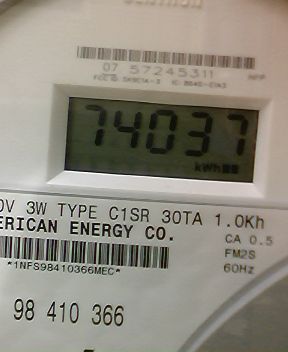 07 57245311
74037
kWh
0V 3W TYPE C1SR 30TA 1.0Kh
ERICAN ENERGY CO.
CA 0.5
FM2S
*1NFS98410366MEC*
60Hz
98 410 366